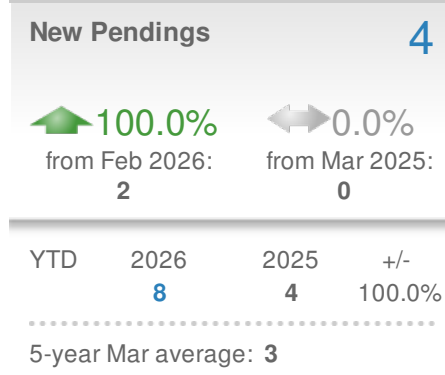 New Pendings 4
100.0% 0.0%
from Feb 2026: from Mar 2025:
2 0
YTD 2026 2025 +/-
8 4 100.0%
5-year Mar average: 3